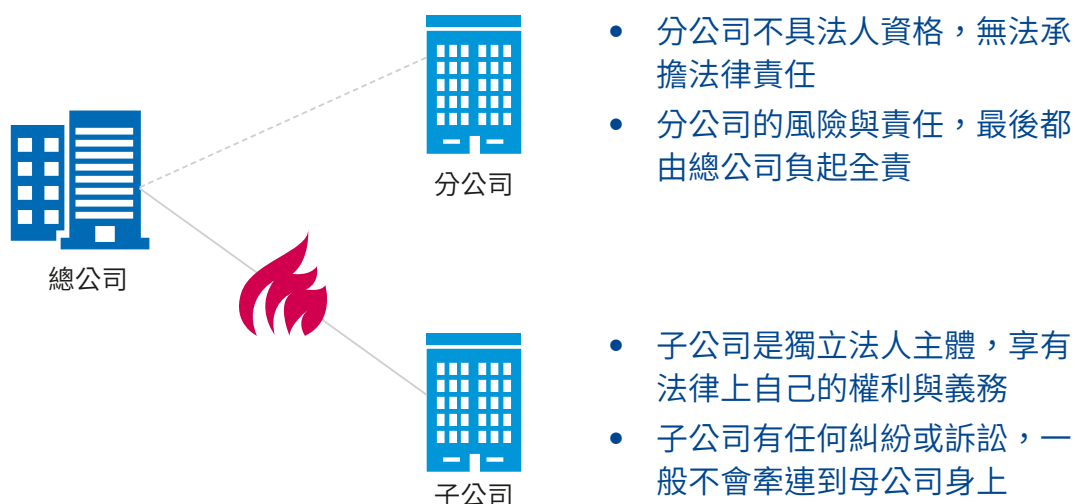 分公司不具法人資格，無法承
擔法律責任
分公司的風險與責任，最後都
由總公司負起全責
分公司
總公司
子公司是獨立法人主體，享有
法律上自己的權利與義務
子公司有任何糾紛或訴訟，一
般不會牽連到母公司身上
子公司